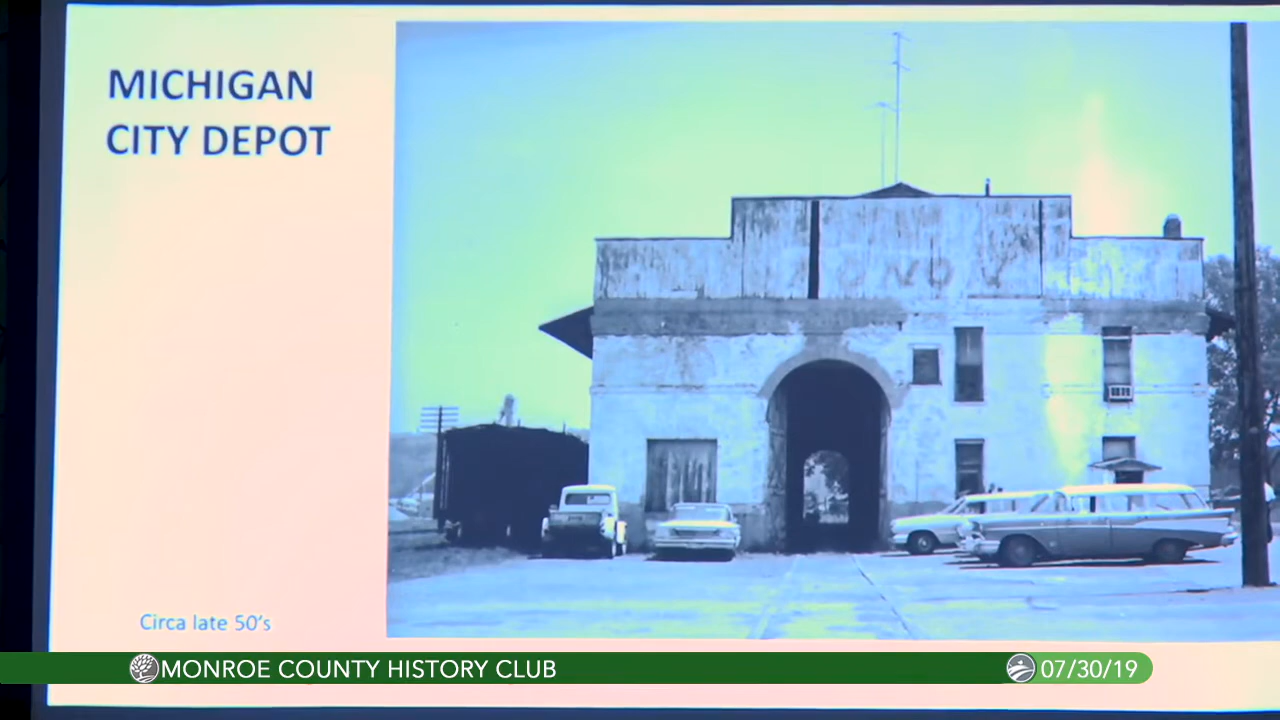 MICHIGAN
CITY DEPOT
Circa late 50's
MONROE COUNTY HISTORY CLUB
07/30/19